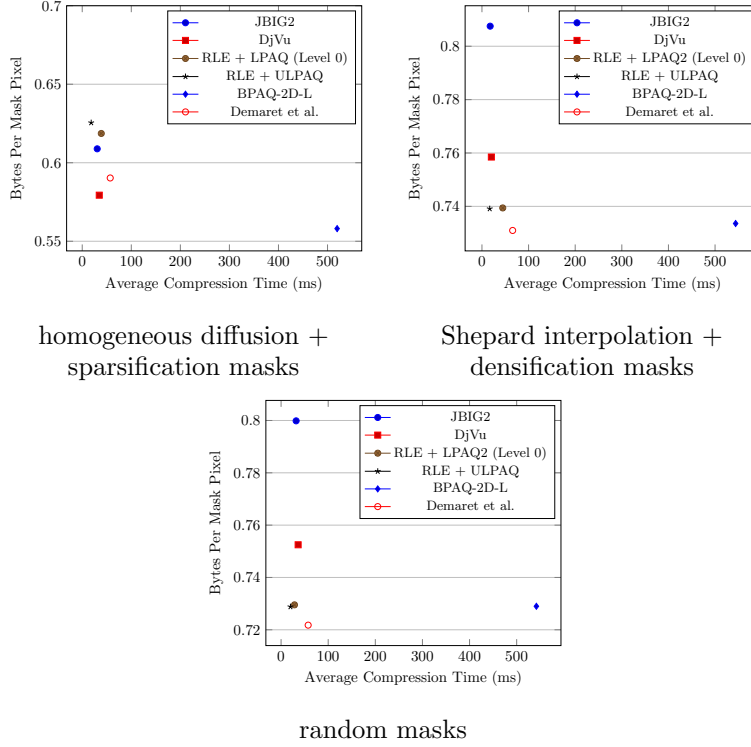 0.7
0.65
0.6
0.55
Bytes Per Mask Pixel
JBIG2
DjVu
RLE + LPAQ (Level 0)
RLE + ULPAQ
BPAQ-2D-L
Demaret et al.
0 100 200 300 400 500
Average Compression Time (ms)
homogeneous diffusion +
sparsification masks
0.8
0.78
0.76
0.74
Bytes Per Mask Pixel
JBIG2
DjVu
RLE + LPAQ2 (Level 0)
RLE + ULPAQ
BPAQ-2D-L
Demaret et al.
0 100 200 300 400 500
Average Compression Time (ms)
Shepard interpolation +
densification masks
0.8
0.78
0.76
0.74
0.72
Bytes Per Mask Pixel
JBIG2
DjVu
RLE + LPAQ2 (Level 0)
RLE + ULPAQ
BPAQ-2D-L
Demaret et al.
0 100 200 300 400 500
Average Compression Time (ms)
random masks